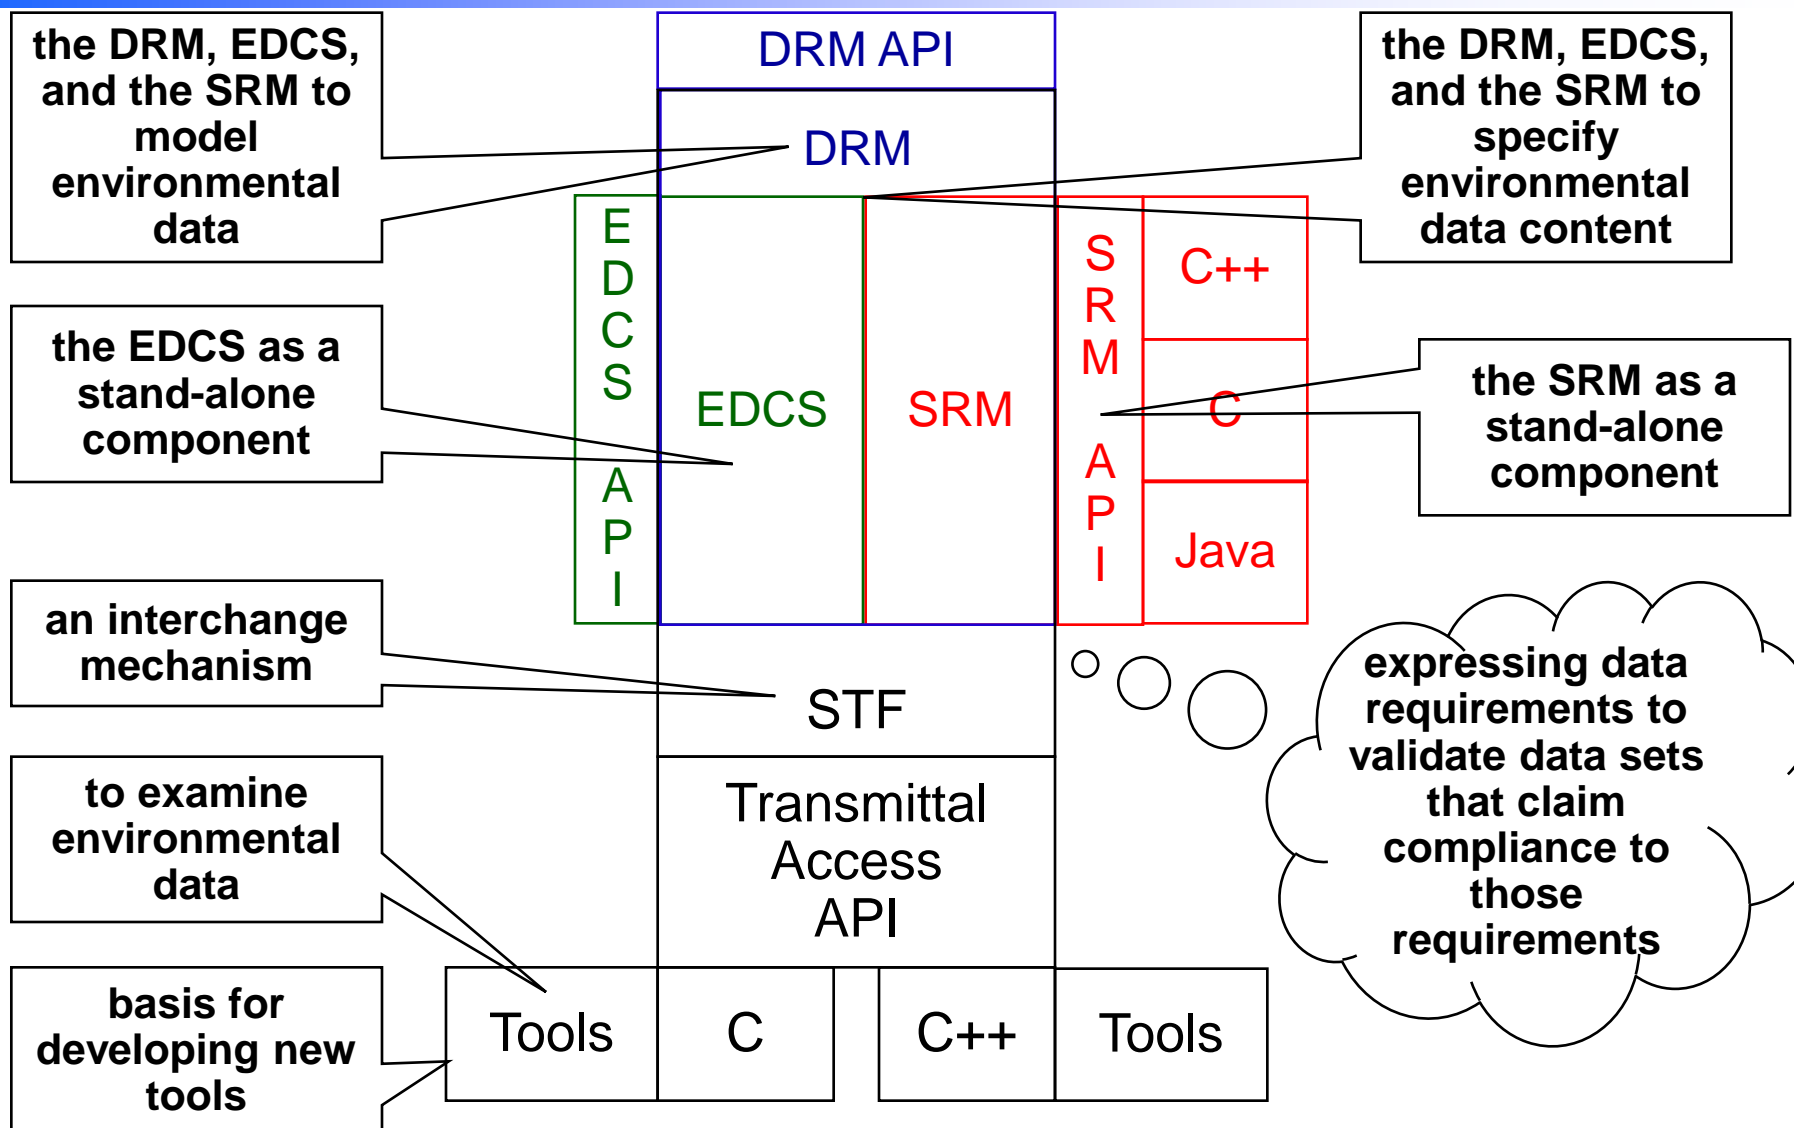 the DRM, EDCS,
and the SRM to
model
environmental
data
DRM API
DRM
the DRM, EDCS,
and the SRM to
specify
environmental
data content
the EDCS as a
stand-alone
component
E
D
C
S
A
P
I
EDCS
SRM
S
R
M
A
P
I
C++
C
Java
the SRM as a
stand-alone
component
an interchange
mechanism
STF
expressing data
requirements to
validate data sets
that claim
compliance to
those
requirements
to examine
environmental
data
Transmittal
Access
API
basis for
developing new
tools
Tools
C
C++
Tools